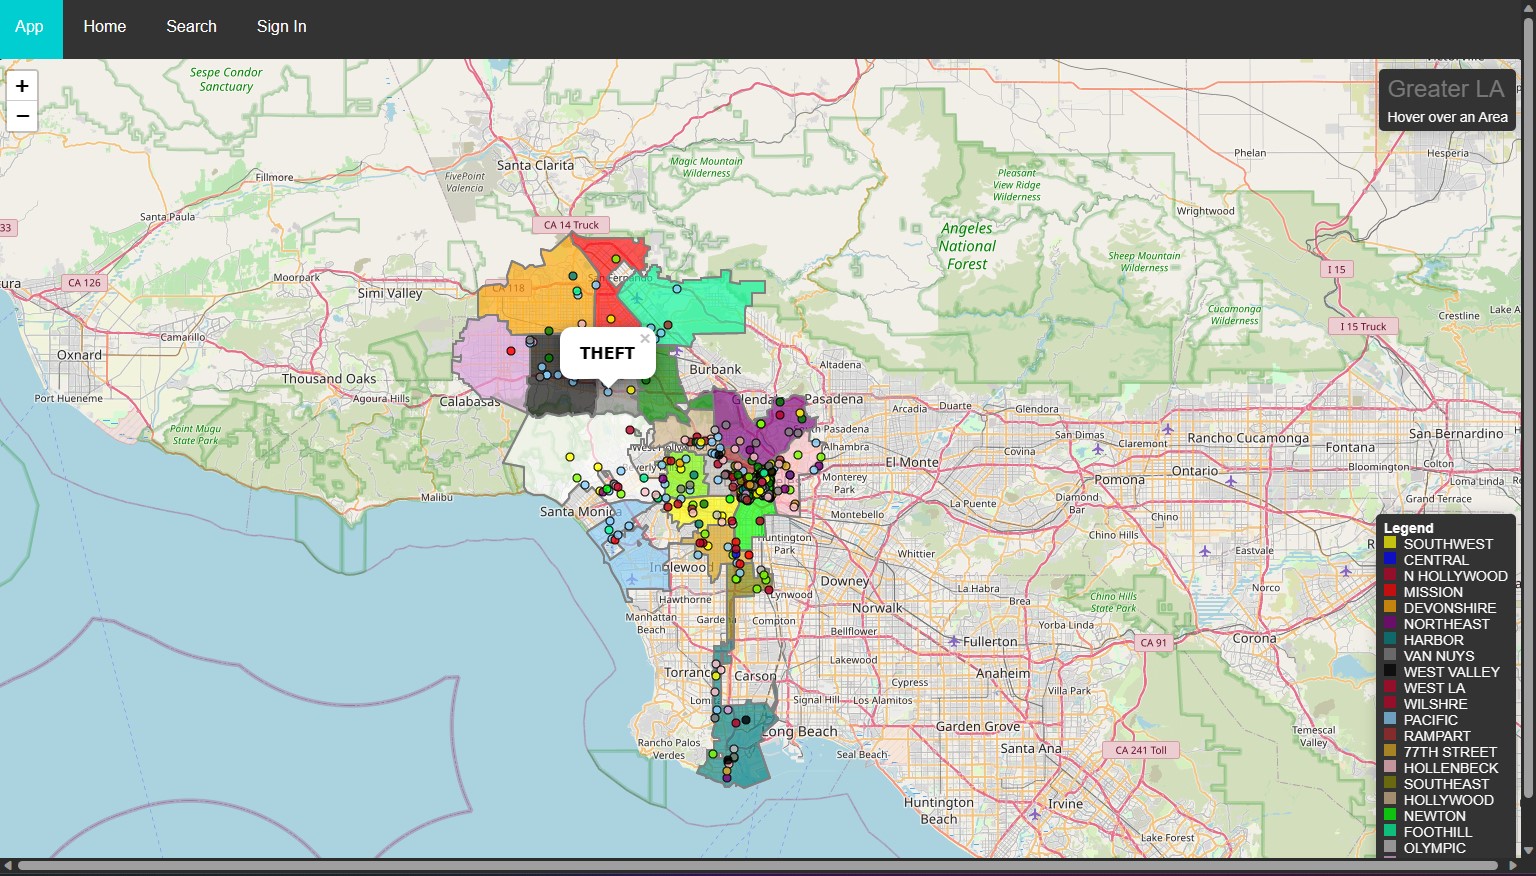 App Home Search Sign In
+
−
Greater LA
Hover over an Area
Sespe Condor
Sanctuary
Santa Clarita
Magic Mountain
Wilderness
FivePoint
Valencia
Fillmore
Phelan
Hesperia
Pleasant
View Ridge
Wilderness
Santa Paula
Wrightwood
33
CA 14 Truck
Angeles
National
Forest
Sheep Mountain
Wilderness
I 15
Moorpark
CA 126
Simi Valley
CA 118
San Fernando
Cucamonga
Wilderness
Crestline
I 15 Truck
Camarillo
Oxnard
THEFT
×
Thousand Oaks
Burbank
Altadena
Port Hueneme
Agoura Hills
Calabasas
Pasadena
Arcadia
Duarte
Glendora
Point Mugu
State Park
Alhambra
San Dimas
Claremont
Rancho Cucamonga
Fontana
San Bernardino
El Monte
Covina
Bloomington
Colton
Ontario
Pomona
Loma Linda
Monterey
Park
Malibu
Santa Monica
La Puente
Diamond
Bar
Grand Terrace
Montebello
Chino
Huntington
Park
Chino Hills
Whittier
Eastvale
Inglewood
Downey
La Habra
Norco
Hawthorne
Lynwood
Brea
Chino Hills
State Park
Manhattan
Beach
Norwalk
Compton
Yorba Linda
Bellflower
Fullerton
CA 91
Corona
Lakewood
Torrance
Carson
Anaheim
Cypress
Villa Park
Signal Hill
Los Alamitos
Garden Grove
Rancho Palos
Verdes
Long Beach
Seal Beach
Santa Ana
CA 241 Toll
Temescal
Valley
Huntington
Beach
Irvine
Lake Forest
Legend
SOUTHWEST
CENTRAL
N HOLLYWOOD
MISSION
DEVONSHIRE
NORTHEAST
HARBOR
VAN NUYS
WEST VALLEY
WEST LA
WILSHRE
PACIFIC
RAMPART
77TH STREET
HOLLENBECK
SOUTHEAST
HOLLYWOOD
NEWTON
FOOTHILL
OLYMPIC